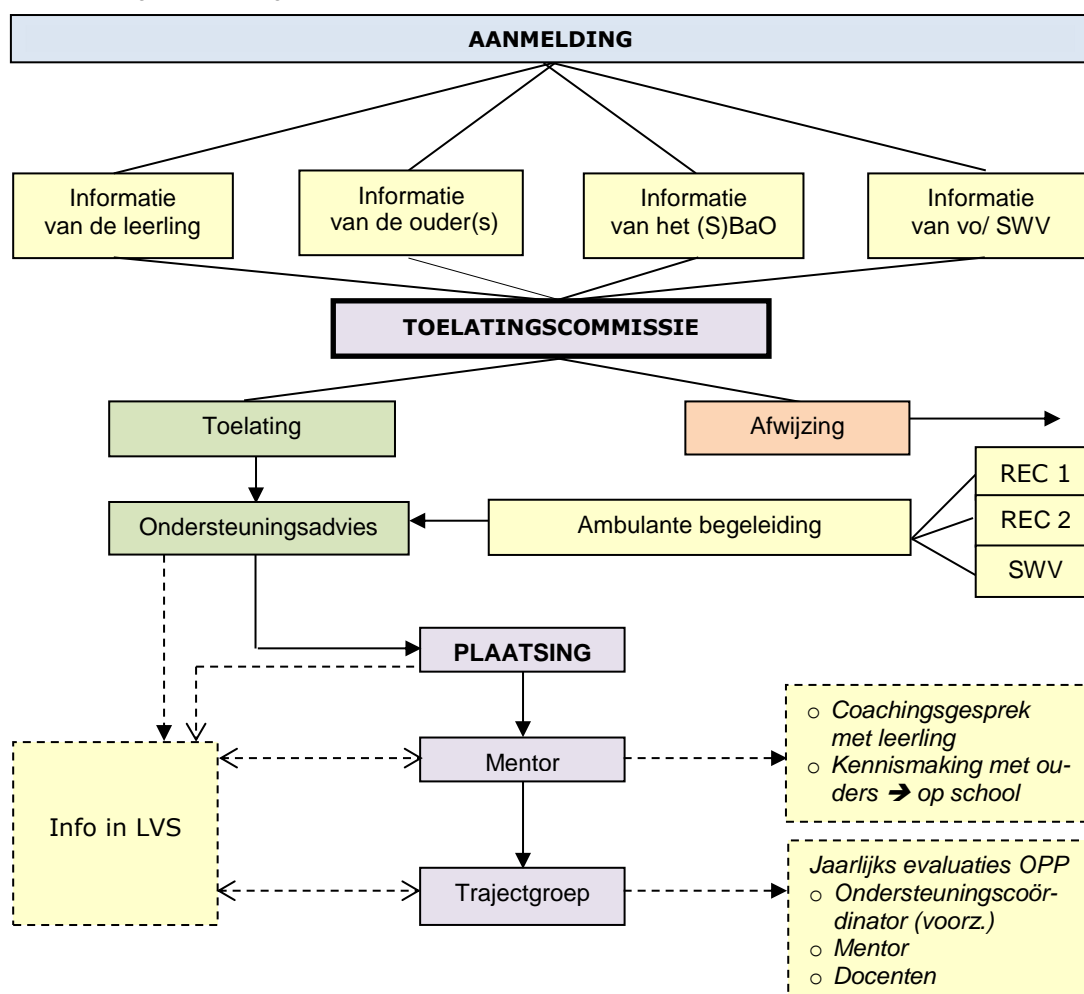 AANMELDING
Informatie
van de leerling
Informatie
van de ouder(s)
Informatie
van het (S)BaO
Informatie
van vo/ SWV
TOELATINGSCOMMISSIE
Toelating
Afwijzing
REC 1
Ondersteuningsadvies
Ambulante begeleiding
REC 2
SWV
PLAATSING
Mentor
○ Coachingsgesprek
met leerling
○ Kennismaking met ou-
ders ➔ op school
Info in LVS
Trajectgroep
Jaarlijks evaluaties OPP
○ Ondersteuningscoör-
dinator (voorz.)
○ Mentor
○ Docenten